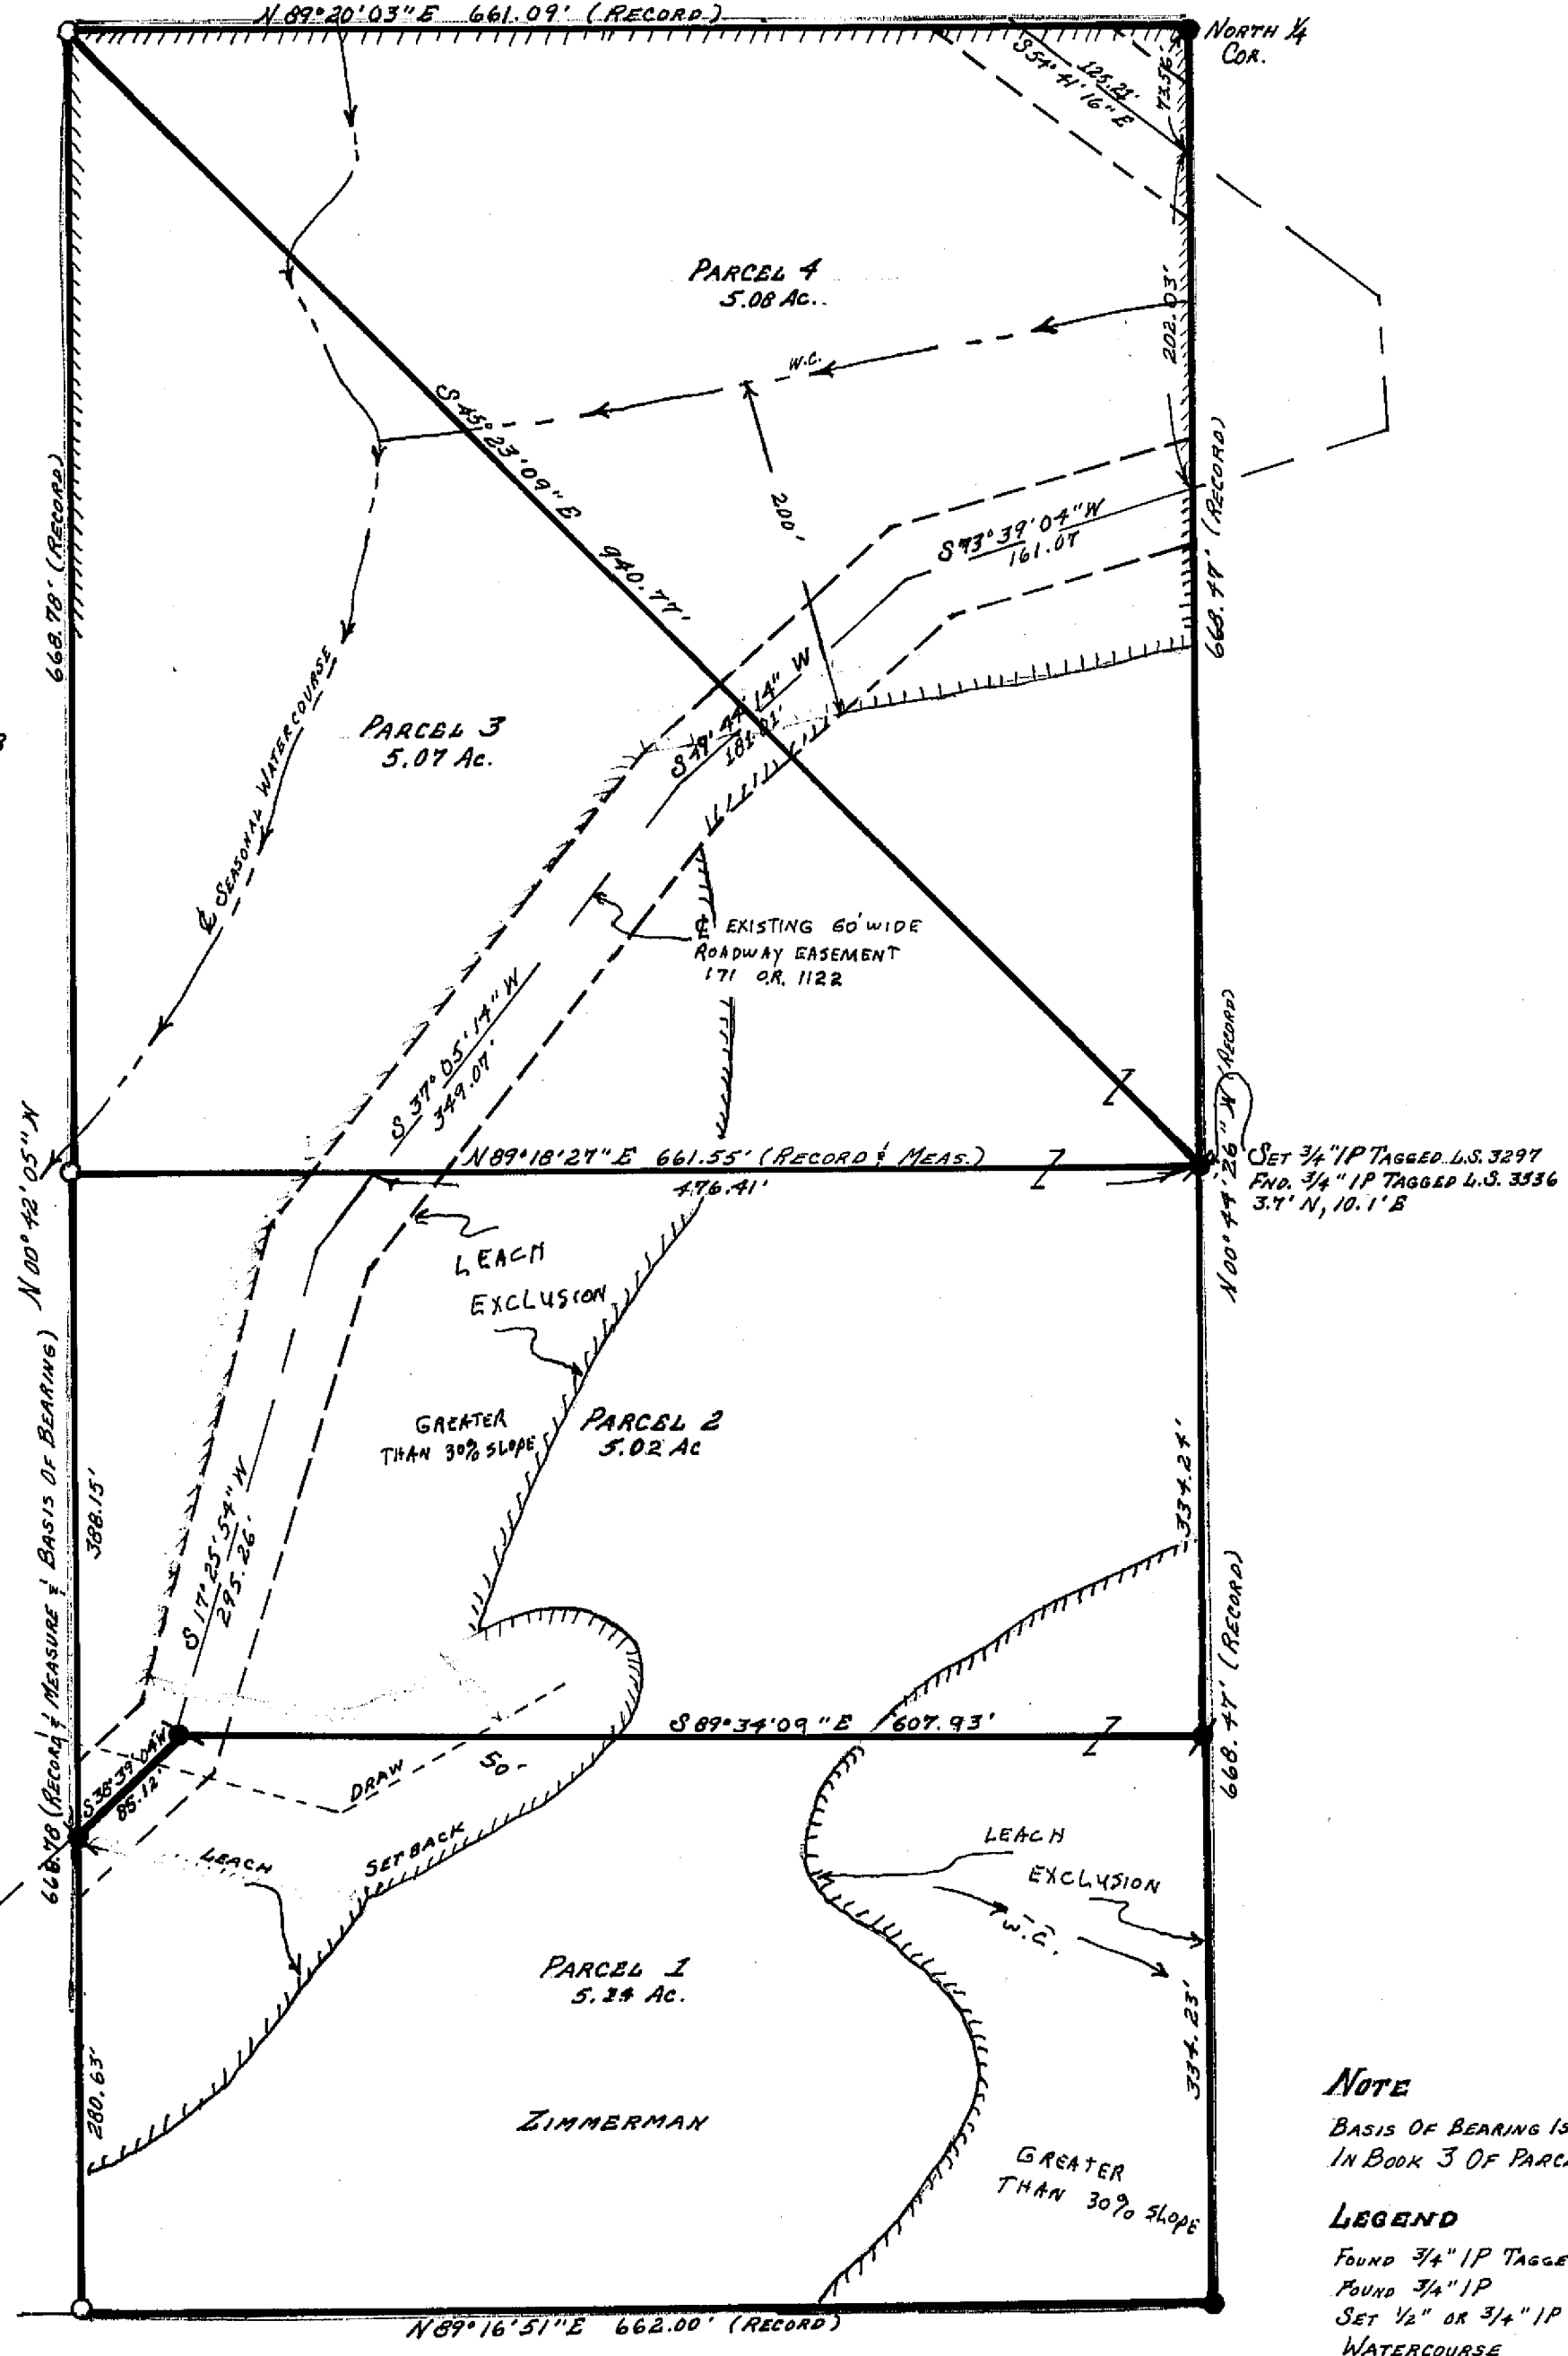 N 89°20'03" E 661.09' (RECORD)
NORTH 1/4
COR.
125.21'
S 54°41'16" E
73.56'
PARCEL 4
5.08 AC.
202.03'
W.C.
S 45°23'09" E 940.77'
200'
668.78' (RECORD)
668.47' (RECORD)
S 73°39'04" W
161.07
S 49°44'14" W
181.01'
PARCEL 3
5.07 AC.
℄ SEASONAL WATERCOURSE
℄ EXISTING 60' WIDE
ROADWAY EASEMENT
171 O.R. 1122
S 37°05'14" W
349.07'
N 00°42'05" W
N 89°18'27" E 661.55' (RECORD & MEAS.)
476.41'
N 00°44'26" W (RECORD)
SET 3/4" IP TAGGED L.S. 3297
FND. 3/4" IP TAGGED L.S. 3536
3.7' N, 10.1' E
LEACH
EXCLUSION
GREATER
THAN 30% SLOPE
PARCEL 2
5.02 AC
388.15'
334.24'
S 17°25'54" W
295.26'
668.78 (RECORD & MEASURE & BASIS OF BEARING)
668.47' (RECORD)
S 89°34'09" E 607.93'
S 38°39'04" W
85.12'
DRAW
50-
LEACH
SETBACK
LEACH
EXCLUSION
W.C.
PARCEL 1
AC.
280.63'
334.23'
ZIMMERMAN
GREATER
THAN 30% SLOPE
N 89°16'51" E 662.00' (RECORD)
NOTE
BASIS OF BEARING IS
IN BOOK 3 OF PARC
LEGEND
FOUND 3/4" IP TAGGE
FOUND 3/4" IP
SET 1/2" OR 3/4" IP
WATERCOURSE